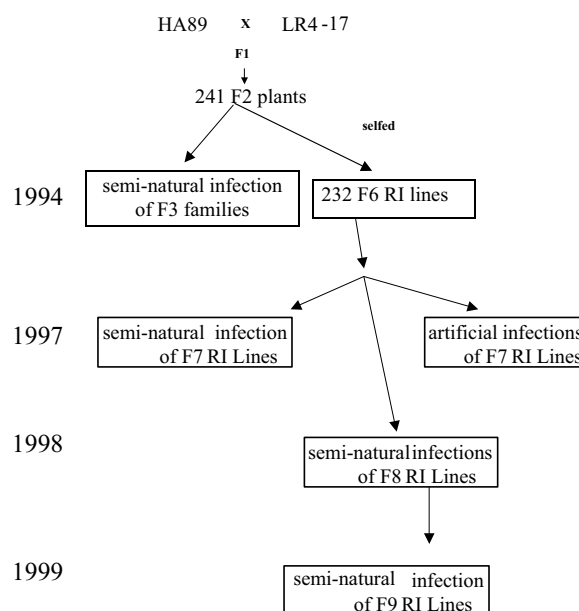 HA89 x LR4-17
F1
241 F2 plants
selfed
1994
semi-natural infection
of F3 families
232 F6 RI lines
1997
semi-natural infection
of F7 RI Lines
artificial infections
of F7 RI Lines
1998
semi-natural infections
of F8 RI Lines
1999
semi-natural infection
of F9 RI Lines